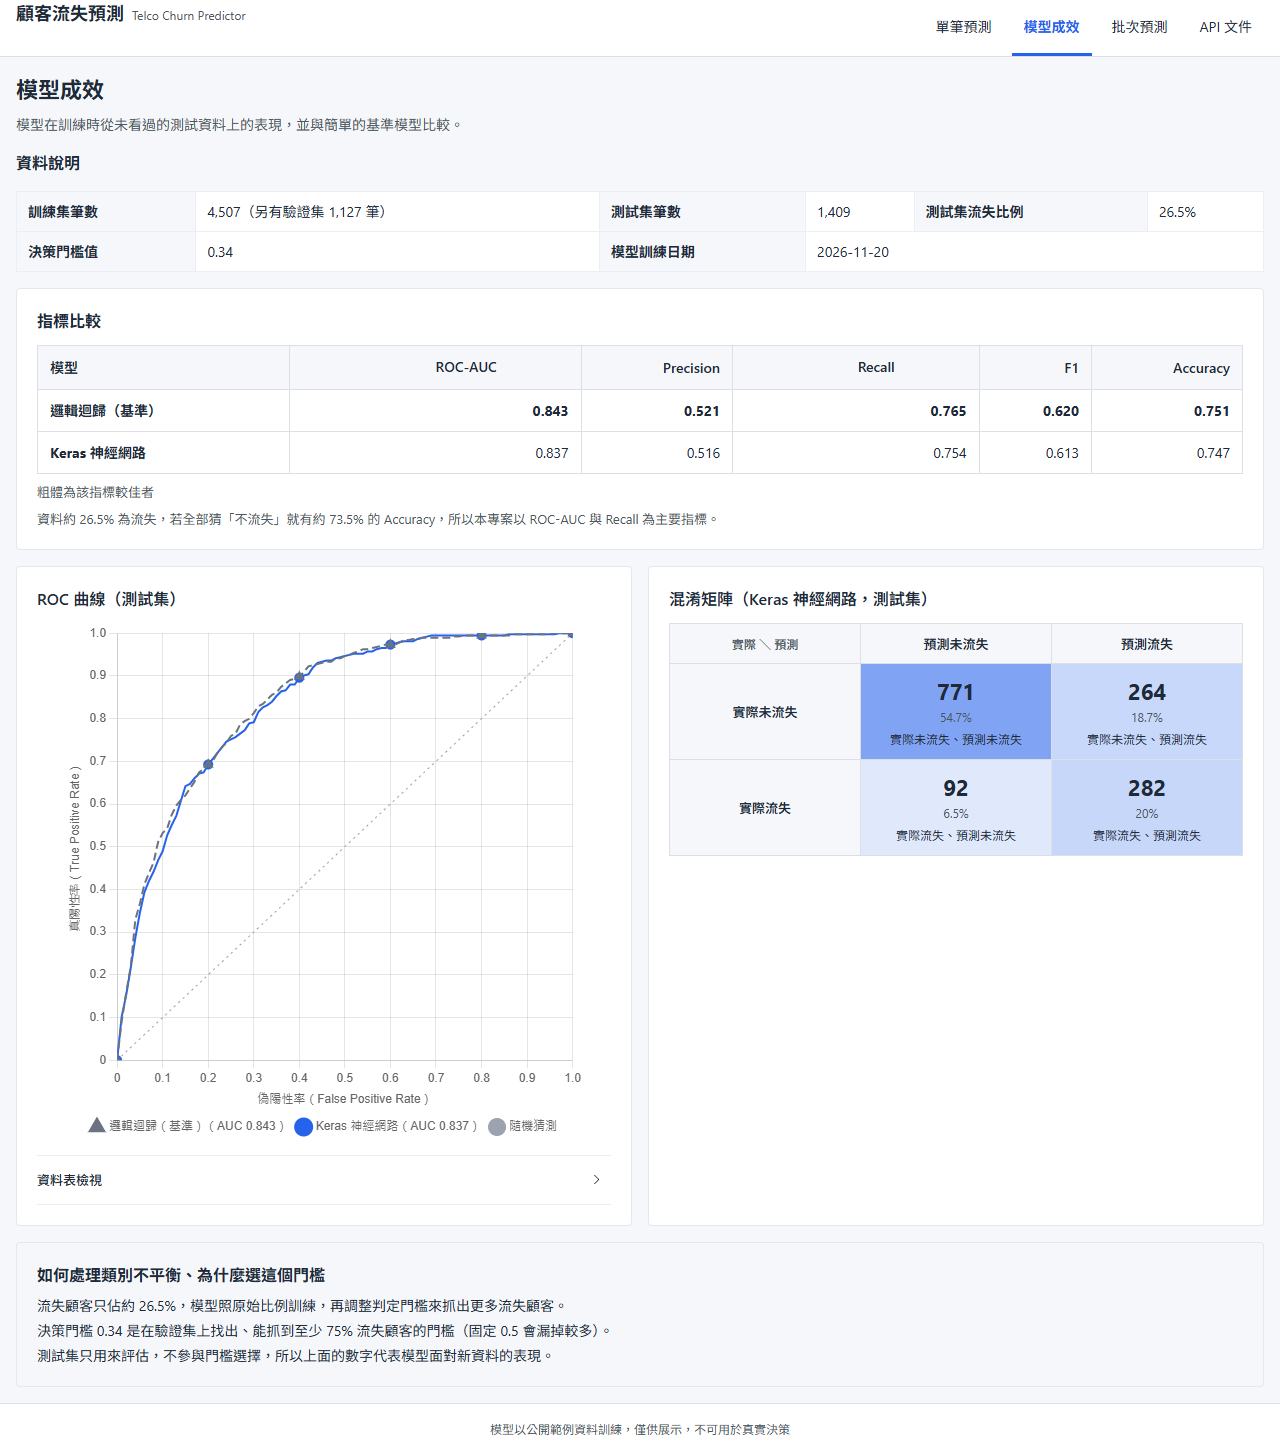 顧客流失預測 Telco Churn Predictor
單筆預測 模型成效 批次預測 API 文件
模型成效
模型在訓練時從未看過的測試資料上的表現，並與簡單的基準模型比較。
資料說明
訓練集筆數 4,507（另有驗證集 1,127 筆） 測試集筆數 1,409 測試集流失比例 26.5%
決策門檻值 0.34 模型訓練日期 2026-11-20
指標比較
模型 ROC-AUC Precision Recall F1 Accuracy
邏輯迴歸（基準） 0.843 0.521 0.765 0.620 0.751
Keras 神經網路 0.837 0.516 0.754 0.613 0.747
粗體為該指標較佳者
資料約 26.5% 為流失，若全部猜「不流失」就有約 73.5% 的 Accuracy，所以本專案以 ROC-AUC 與 Recall 為主要指標。
ROC 曲線（測試集）
1.0
0.9
0.8
0.7
0.6
0.5
0.4
0.3
0.2
0.1
0
真陽性率（True Positive Rate）
0 0.1 0.2 0.3 0.4 0.5 0.6 0.7 0.8 0.9 1.0
偽陽性率（False Positive Rate）
邏輯迴歸（基準）（AUC 0.843） Keras 神經網路（AUC 0.837） 隨機猜測
資料表檢視
混淆矩陣（Keras 神經網路，測試集）
實際 ╲ 預測 預測未流失 預測流失
實際未流失
771
54.7%
實際未流失、預測未流失
264
18.7%
實際未流失、預測流失
實際流失
92
6.5%
實際流失、預測未流失
282
20%
實際流失、預測流失
如何處理類別不平衡、為什麼選這個門檻
流失顧客只佔約 26.5%，模型照原始比例訓練，再調整判定門檻來抓出更多流失顧客。
決策門檻 0.34 是在驗證集上找出、能抓到至少 75% 流失顧客的門檻（固定 0.5 會漏掉較多）。
測試集只用來評估，不參與門檻選擇，所以上面的數字代表模型面對新資料的表現。
模型以公開範例資料訓練，僅供展示，不可用於真實決策